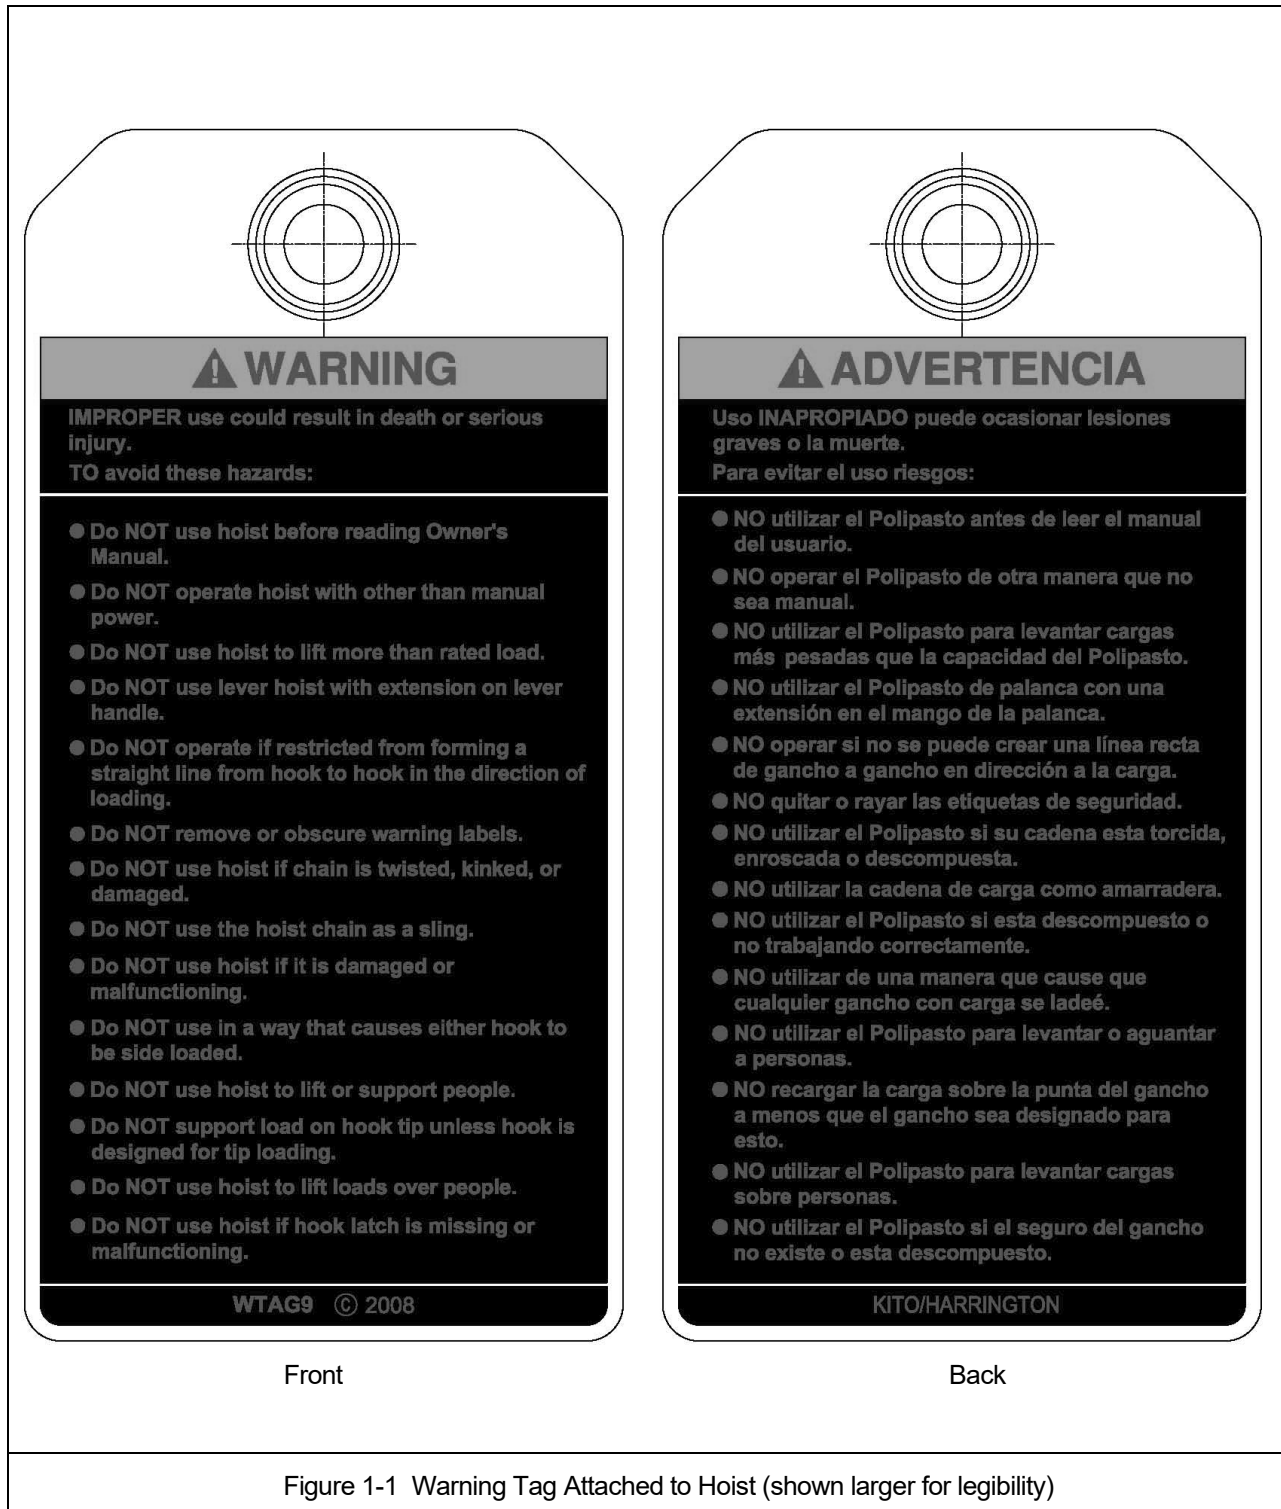 WARNING
IMPROPER use could result in death or serious
injury.
TO avoid these hazards:
● Do NOT use hoist before reading Owner's
Manual.
● Do NOT operate hoist with other than manual
power.
● Do NOT use hoist to lift more than rated load.
● Do NOT use lever hoist with extension on lever
handle.
● Do NOT operate if restricted from forming a
straight line from hook to hook in the direction of
loading.
● Do NOT remove or obscure warning labels.
● Do NOT use hoist if chain is twisted, kinked, or
damaged.
● Do NOT use the hoist chain as a sling.
● Do NOT use hoist if it is damaged or
malfunctioning.
● Do NOT use in a way that causes either hook to
be side loaded.
● Do NOT use hoist to lift or support people.
● Do NOT support load on hook tip unless hook is
designed for tip loading.
● Do NOT use hoist to lift loads over people.
● Do NOT use hoist if hook latch is missing or
malfunctioning.
WTAG9 © 2008
Front
ADVERTENCIA
Uso INAPROPIADO puede ocasionar lesiones
graves o la muerte.
Para evitar el uso riesgos:
● NO utilizar el Polipasto antes de leer el manual
del usuario.
● NO operar el Polipasto de otra manera que no
sea manual.
● NO utilizar el Polipasto para levantar cargas
más pesadas que la capacidad del Polipasto.
● NO utilizar el Polipasto de palanca con una
extensión en el mango de la palanca.
● NO operar si no se puede crear una línea recta
de gancho a gancho en dirección a la carga.
● NO quitar o rayar las etiquetas de seguridad.
● NO utilizar el Polipasto si su cadena esta torcida,
enroscada o descompuesta.
● NO utilizar la cadena de carga como amarradera.
● NO utilizar el Polipasto si esta descompuesto o
no trabajando correctamente.
● NO utilizar de una manera que cause que
cualquier gancho con carga se ladeé.
● NO utilizar el Polipasto para levantar o aguantar
a personas.
● NO recargar la carga sobre la punta del gancho
a menos que el gancho sea designado para
esto.
● NO utilizar el Polipasto para levantar cargas
sobre personas.
● NO utilizar el Polipasto si el seguro del gancho
no existe o esta descompuesto.
KITO/HARRINGTON
Back
Figure 1-1 Warning Tag Attached to Hoist (shown larger for legibility)